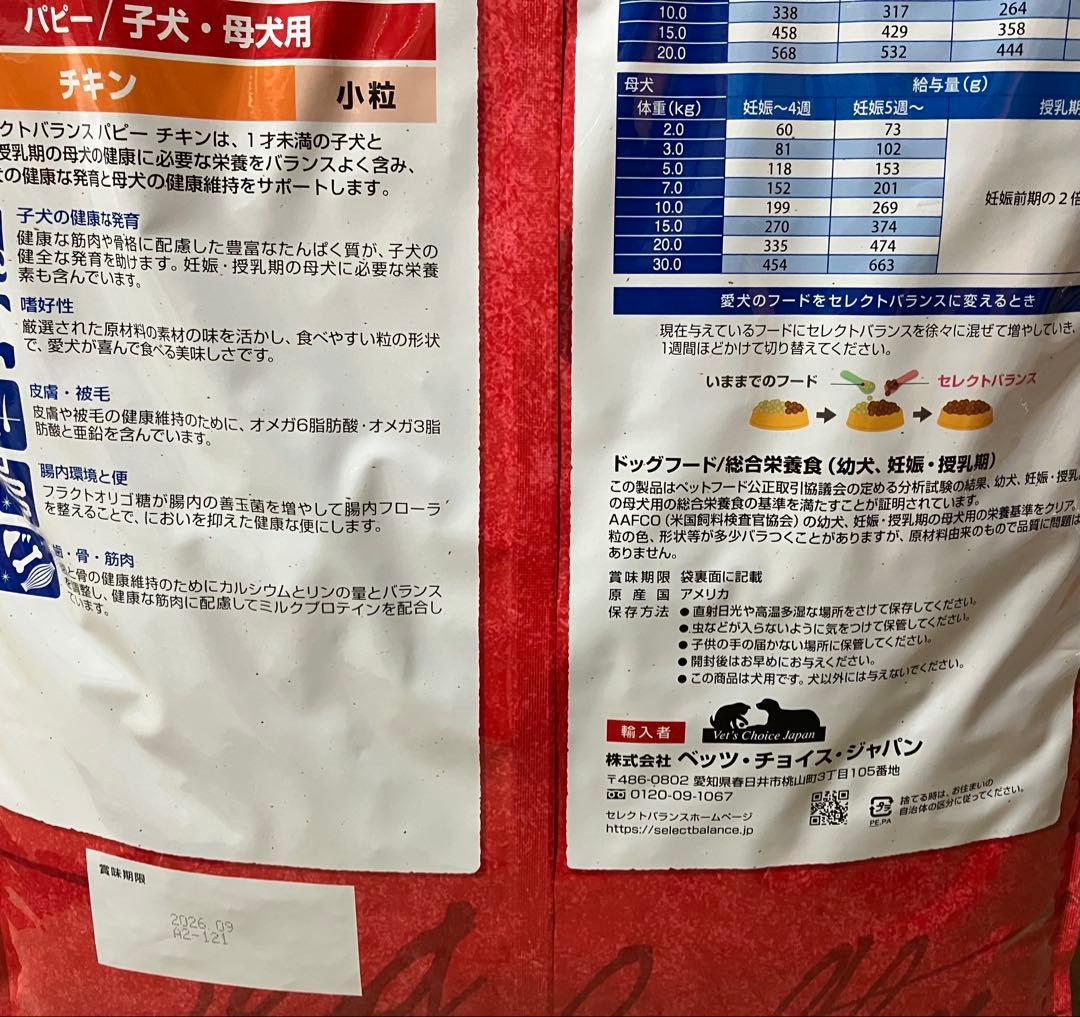 パピー/子犬・母犬用
チキン
小粒
クトバランスパピー チキンは、1才未満の子犬と
授乳期の母犬の健康に必要な栄養をバランスよく含み、
の健康な発育と母犬の健康維持をサポートします。
子犬の健康な発育
健康な筋肉や骨格に配慮した豊富なたんぱく質が、子犬の
健全な発育を助けます。妊娠・授乳期の母犬に必要な栄養
素も含んでいます。
嗜好性
厳選された原材料の素材の味を活かし、食べやすい粒の形状
で、愛犬が喜んで食べる美味しさです。
皮膚・被毛
皮膚や被毛の健康維持のために、オメガ6脂肪酸・オメガ3脂
肪酸と亜鉛を含んでいます。
腸内環境と便
フラクトオリゴ糖が腸内の善玉菌を増やして腸内フローラ
を整えることで、においを抑えた健康な便にします。
歯・骨・筋肉
と骨の健康維持のためにカルシウムとリンの量とバランス
を調整し、健康な筋肉に配慮してミルクプロテインを配合し
ています。
賞味期限
2026.09
A2-121
10.0 338 317 264
15.0 458 429 358
20.0 568 532 444
母犬 給与量(g)
体重(kg) 妊娠〜4週 妊娠5週〜 授乳期
2.0 60 73
3.0 81 102
5.0 118 153
7.0 152 201
妊娠前期の2倍
10.0 199 269
15.0 270 374
20.0 335 474
30.0 454 663
愛犬のフードをセレクトバランスに変えるとき
現在与えているフードにセレクトバランスを徐々に混ぜて増やしていき、
1週間ほどかけて切り替えてください。
いままでのフード セレクトバランス
ドッグフード/総合栄養食(幼犬、妊娠・授乳期)
この製品はペットフード公正取引協議会の定める分析試験の結果、幼犬、妊娠・授乳
の母犬用の総合栄養食の基準を満たすことが証明されています。
AAFCO(米国飼料検査官協会)の幼犬、妊娠・授乳期の母犬用の栄養基準をクリア。
粒の色、形状等が多少バラつくことがありますが、原材料由来のもので品質に問題は
ありません。
賞味期限 袋裏面に記載
原産国 アメリカ
保存方法 ●直射日光や高温多湿な場所をさけて保存してください。
●虫などが入らないように気をつけて保管してください。
●子供の手の届かない場所に保管してください。
●開封後はお早めにお与えください。
●この商品は犬用です。犬以外には与えないでください。
輸入者 Vet's Choice Japan
株式会社 ベッツ・チョイス・ジャパン
〒486-0802 愛知県春日井市桃山町3丁目105番地
0120-09-1067
セレクトバランスホームページ
https://selectbalance.jp
プラ
PE,PA
捨てる時は、お住まいの
自治体の区分に従ってください。